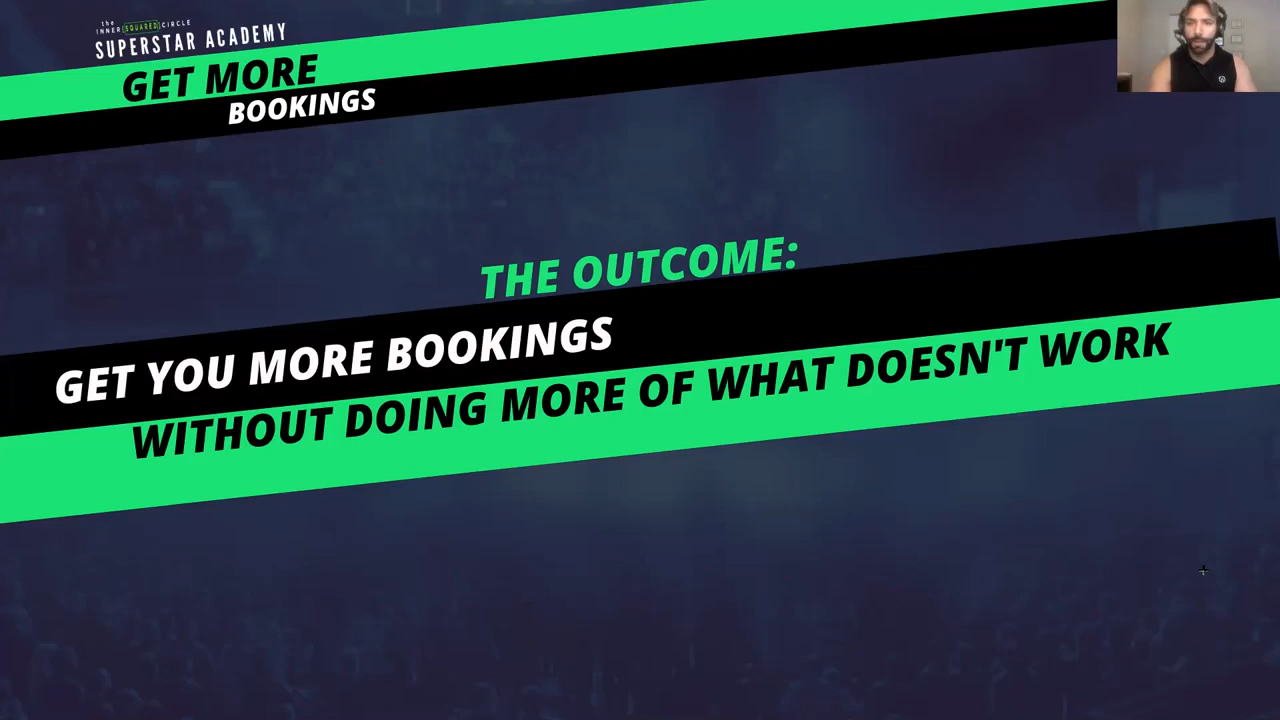 the
INNER SQUARED CIRCLE
SUPERSTAR ACADEMY
GET MORE
BOOKINGS
THE OUTCOME:
GET YOU MORE BOOKINGS
WITHOUT DOING MORE OF WHAT DOESN'T WORK